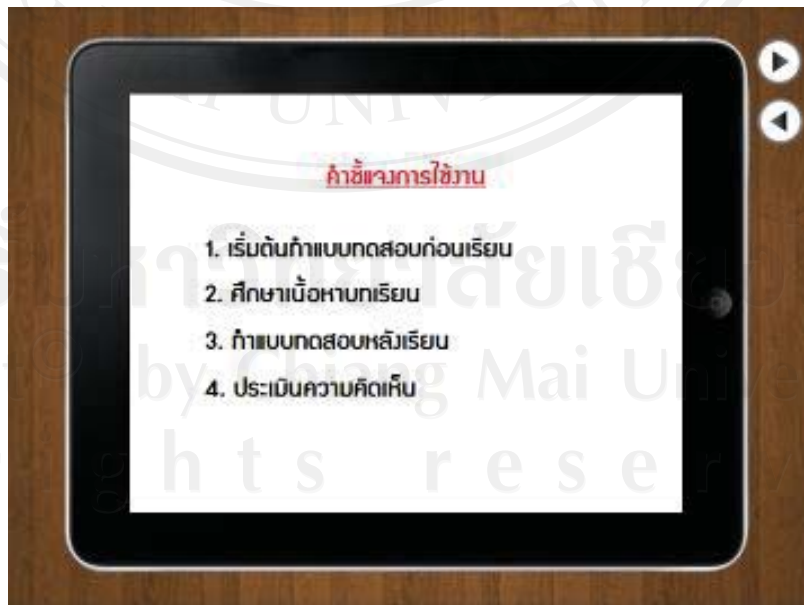 คำชี้แจงการใช้งาน
1. เริ่มต้นทำแบบทดสอบก่อนเรียน
2. ศึกษาเนื้อหาบทเรียน
3. ทำแบบทดสอบหลังเรียน
4. ประเมินความคิดเห็น